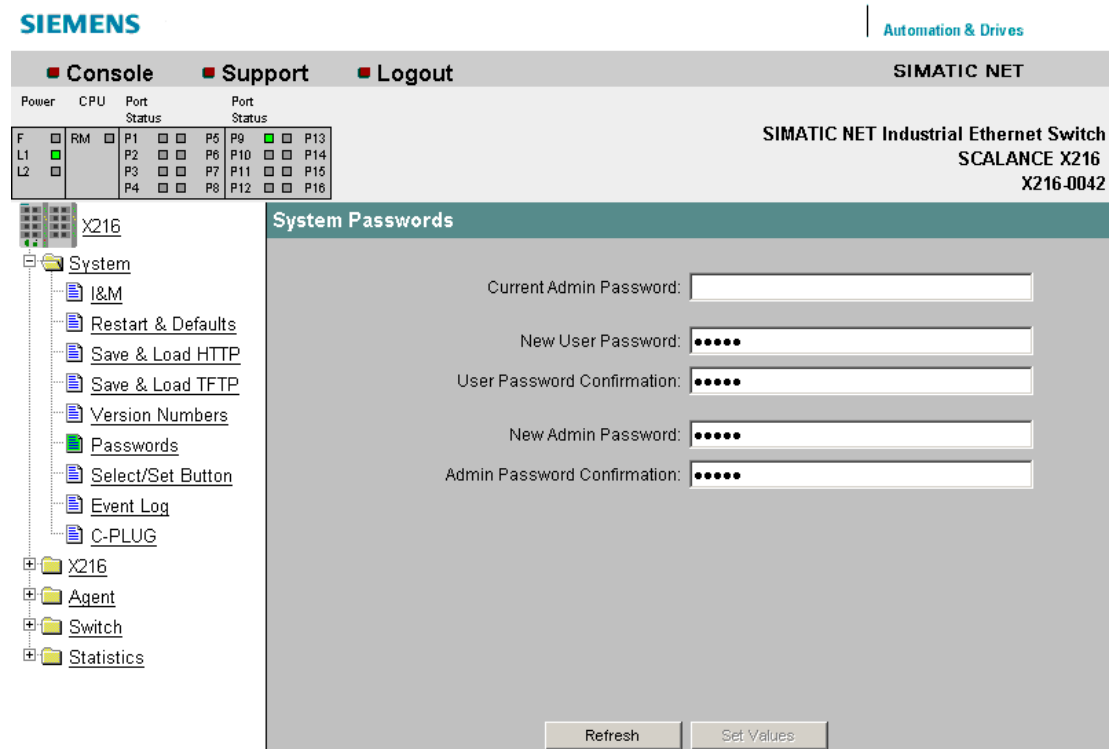 SIEMENS
Automation & Drives
Console Support Logout SIMATIC NET
Power CPU Port Status Port Status
F RM P1 P5 P9 P13
L1 P2 P6 P10 P14
L2 P3 P7 P11 P15
P4 P8 P12 P16
SIMATIC NET Industrial Ethernet Switch
SCALANCE X216
X216-0042
X216
System
I&M
Restart & Defaults
Save & Load HTTP
Save & Load TFTP
Version Numbers
Passwords
Select/Set Button
Event Log
C-PLUG
X216
Agent
Switch
Statistics
System Passwords
Current Admin Password:
New User Password: •••••
User Password Confirmation: •••••
New Admin Password: •••••
Admin Password Confirmation: •••••
Refresh Set Values